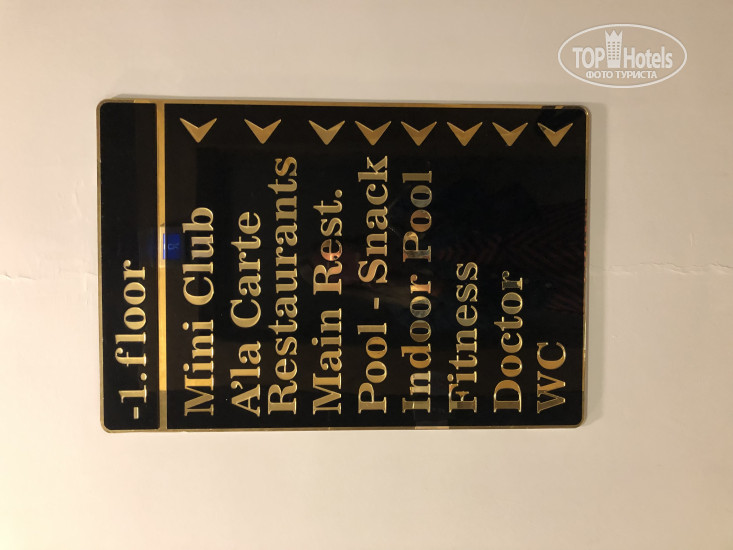 -1.floor
Mini Club
A'la Carte
Restaurants
Main Rest.
Pool - Snack
Indoor Pool
Fitness
Doctor
WC
TOP Hotels
ФОТО ТУРИСТА